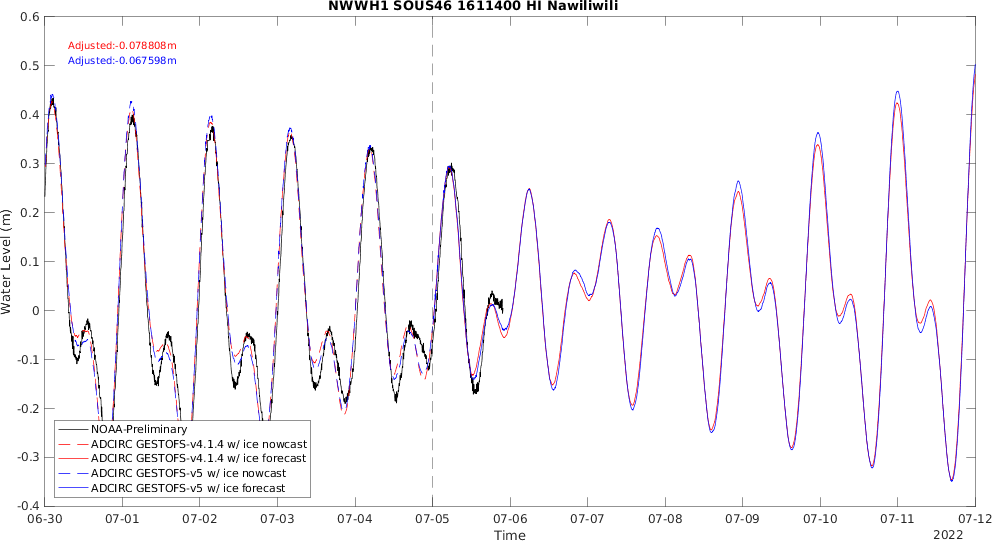 NWWH1 SOUS46 1611400 HI Nawiliwili
0.6
0.5
0.4
0.3
0.2
0.1
0
-0.1
-0.2
-0.3
-0.4
Water Level (m)
Adjusted:-0.078808m
Adjusted:-0.067598m
NOAA-Preliminary
ADCIRC GESTOFS-v4.1.4 w/ ice nowcast
ADCIRC GESTOFS-v4.1.4 w/ ice forecast
ADCIRC GESTOFS-v5 w/ ice nowcast
ADCIRC GESTOFS-v5 w/ ice forecast
06-30 07-01 07-02 07-03 07-04 07-05 07-06 07-07 07-08 07-09 07-10 07-11 07-12
Time
2022